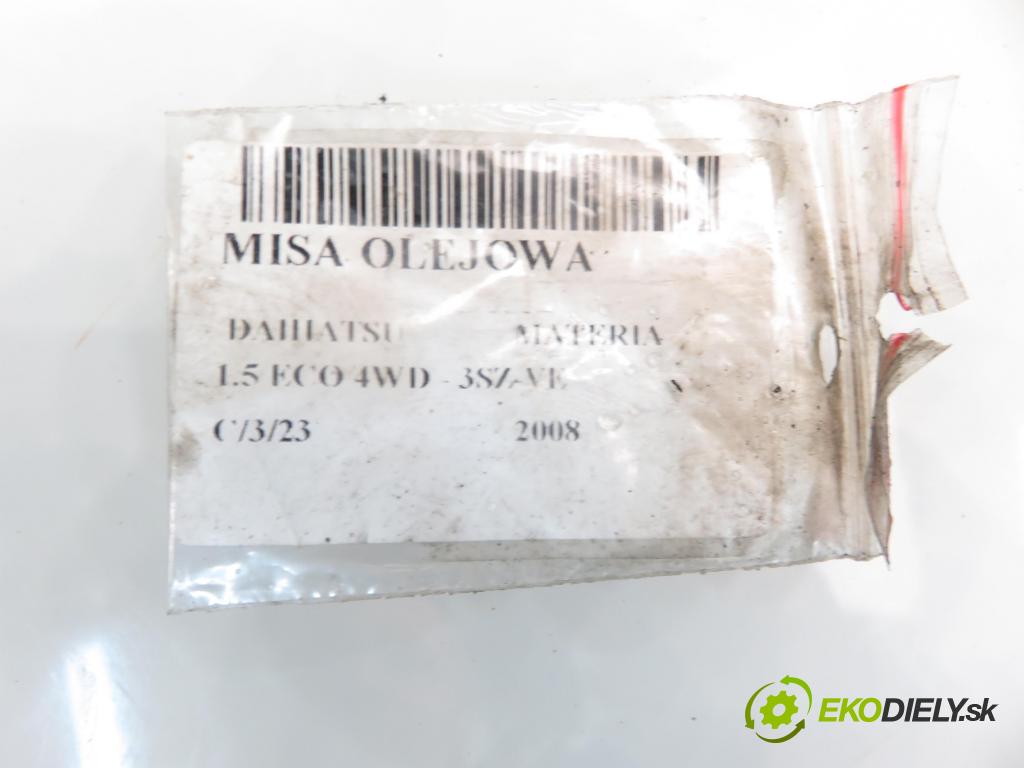 MISA OLEJOWA
DAIHATSU MATERIA
1.5 ECO 4WD - 3SZ-VE
C/3/23 2008
EKODIELY.sk